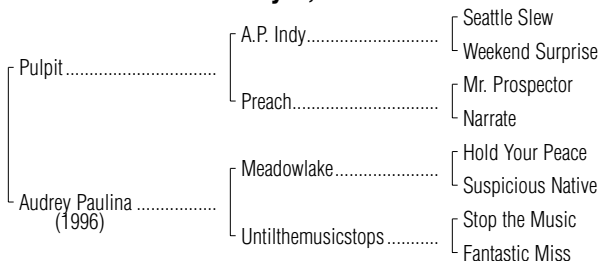 Seattle Slew
A.P. Indy..............................
Weekend Surprise
Pulpit..................................
Mr. Prospector
Preach.................................
Narrate
Hold Your Peace
Meadowlake.......................
Suspicious Native
Audrey Paulina ..................
(1996)
Stop the Music
Untilthemusicstops...........
Fantastic Miss